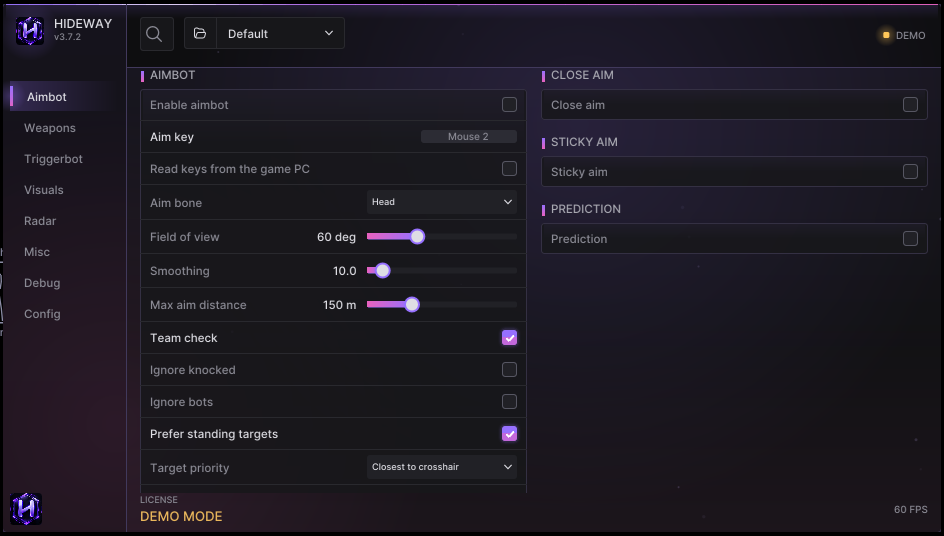 HIDEWAY
v3.7.2
Default
DEMO
Aimbot
Weapons
Triggerbot
Visuals
Radar
Misc
Debug
Config
AIMBOT
Enable aimbot
Aim key Mouse 2
Read keys from the game PC
Aim bone Head
Field of view 60 deg
Smoothing 10.0
Max aim distance 150 m
Team check
Ignore knocked
Ignore bots
Prefer standing targets
Target priority Closest to crosshair
CLOSE AIM
Close aim
STICKY AIM
Sticky aim
PREDICTION
Prediction
LICENSE
DEMO MODE
60 FPS